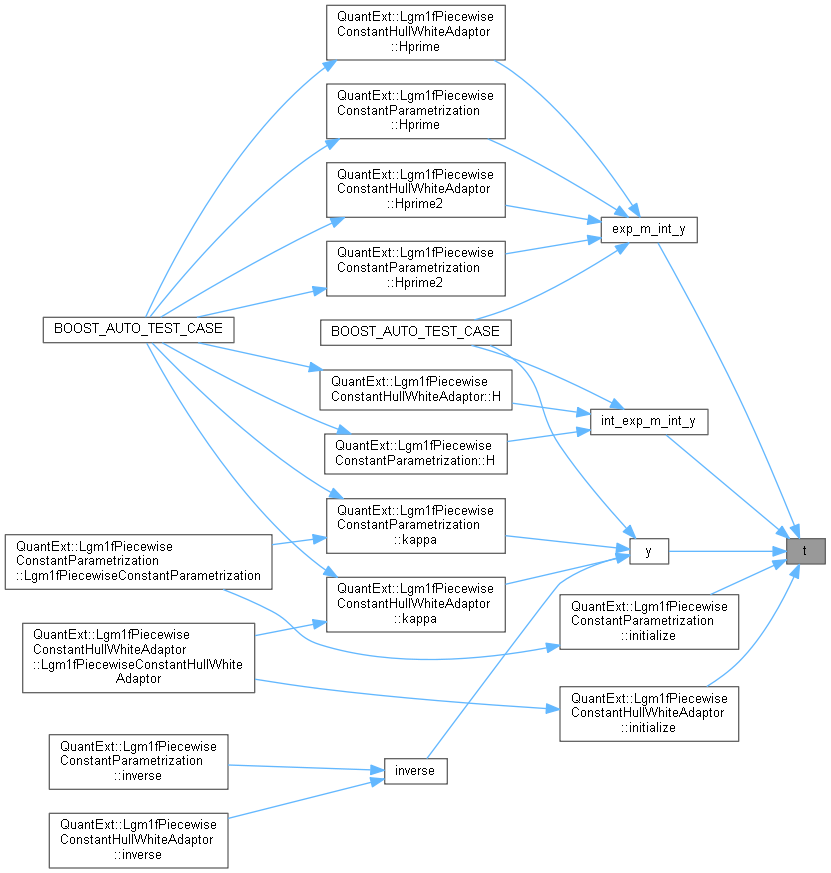 QuantExt::Lgm1fPiecewise
ConstantHullWhiteAdaptor
::Hprime
QuantExt::Lgm1fPiecewise
ConstantParametrization
::Hprime
QuantExt::Lgm1fPiecewise
ConstantHullWhiteAdaptor
::Hprime2
exp_m_int_y
QuantExt::Lgm1fPiecewise
ConstantParametrization
::Hprime2
BOOST_AUTO_TEST_CASE
BOOST_AUTO_TEST_CASE
QuantExt::Lgm1fPiecewise
ConstantHullWhiteAdaptor::H
int_exp_m_int_y
QuantExt::Lgm1fPiecewise
ConstantParametrization::H
QuantExt::Lgm1fPiecewise
ConstantParametrization
::kappa
QuantExt::Lgm1fPiecewise
ConstantParametrization
::Lgm1fPiecewiseConstantParametrization
y
t
QuantExt::Lgm1fPiecewise
ConstantHullWhiteAdaptor
::kappa
QuantExt::Lgm1fPiecewise
ConstantParametrization
::initialize
QuantExt::Lgm1fPiecewise
ConstantHullWhiteAdaptor
::Lgm1fPiecewiseConstantHullWhite
Adaptor
QuantExt::Lgm1fPiecewise
ConstantHullWhiteAdaptor
::initialize
QuantExt::Lgm1fPiecewise
ConstantParametrization
::inverse
inverse
QuantExt::Lgm1fPiecewise
ConstantHullWhiteAdaptor
::inverse